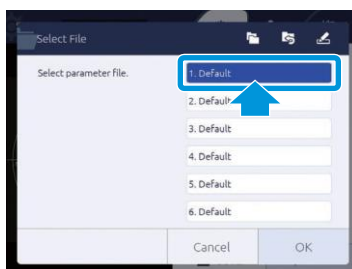 Select File
Select parameter file.
1. Default
2. Default
3. Default
4. Default
5. Default
6. Default
Cancel
OK